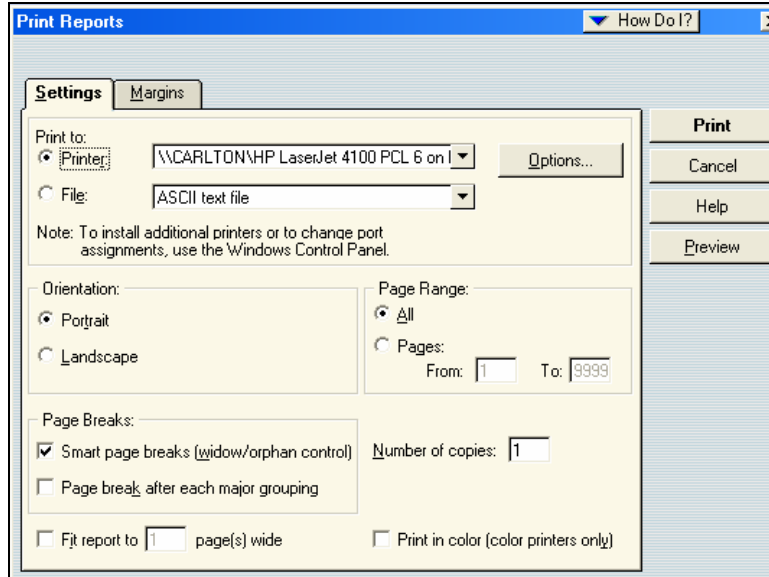 Print Reports
How Do I?
Settings
Margins
Print to:
Printer: \\CARLTON\HP LaserJet 4100 PCL 6 on
Options...
File: ASCII text file
Note: To install additional printers or to change port
assignments, use the Windows Control Panel.
Orientation:
Portrait
Landscape
Page Range:
All
Pages:
From: 1 To: 9999
Page Breaks:
Smart page breaks (widow/orphan control)
Page break after each major grouping
Number of copies: 1
Fit report to 1 page(s) wide
Print in color (color printers only)
Print
Cancel
Help
Preview